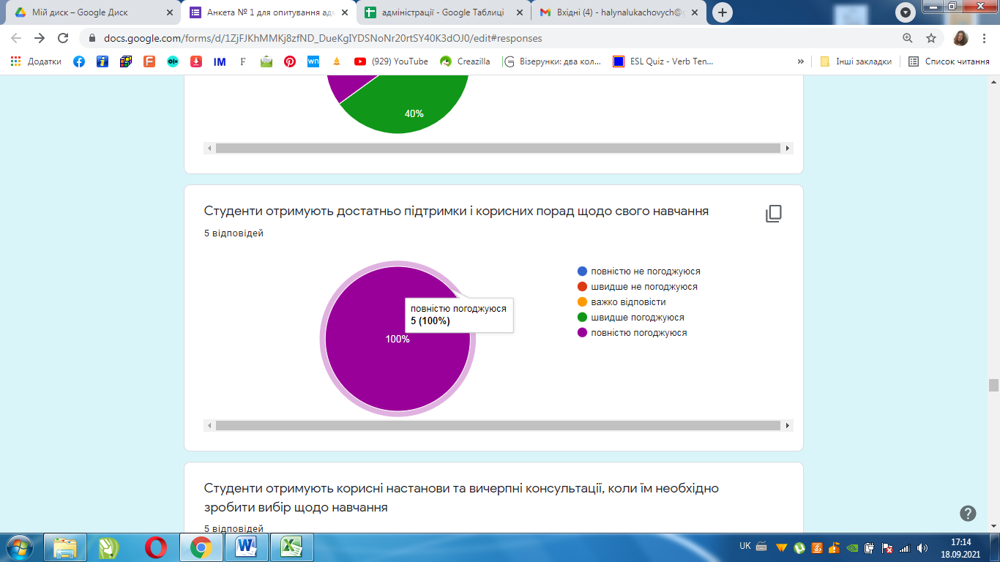 Мій диск – Google Диск
Анкета № 1 для опитування адм
адміністрації - Google Таблиці
Вхідні (4) - halynalukachovych@g
docs.google.com/forms/d/1ZjFJKhMMKj8zfND_DueKgIYDSNoNr20rtSY40K3dOJ0/edit#responses
Додатки
IM
F
wn
(929) YouTube
Creazilla
Візерунки: два кол...
ESL Quiz - Verb Ten...
»
Інші закладки
Список читання
40%
Студенти отримують достатньо підтримки і корисних порад щодо свого навчання
5 відповідей
повністю погоджуюся
5 (100%)
100%
повністю не погоджуюся
швидше не погоджуюся
важко відповісти
швидше погоджуюся
повністю погоджуюся
Студенти отримують корисні настанови та вичерпні консультації, коли їм необхідно
зробити вибір щодо навчання
5 відповідей
UK
17:14
18.09.2021